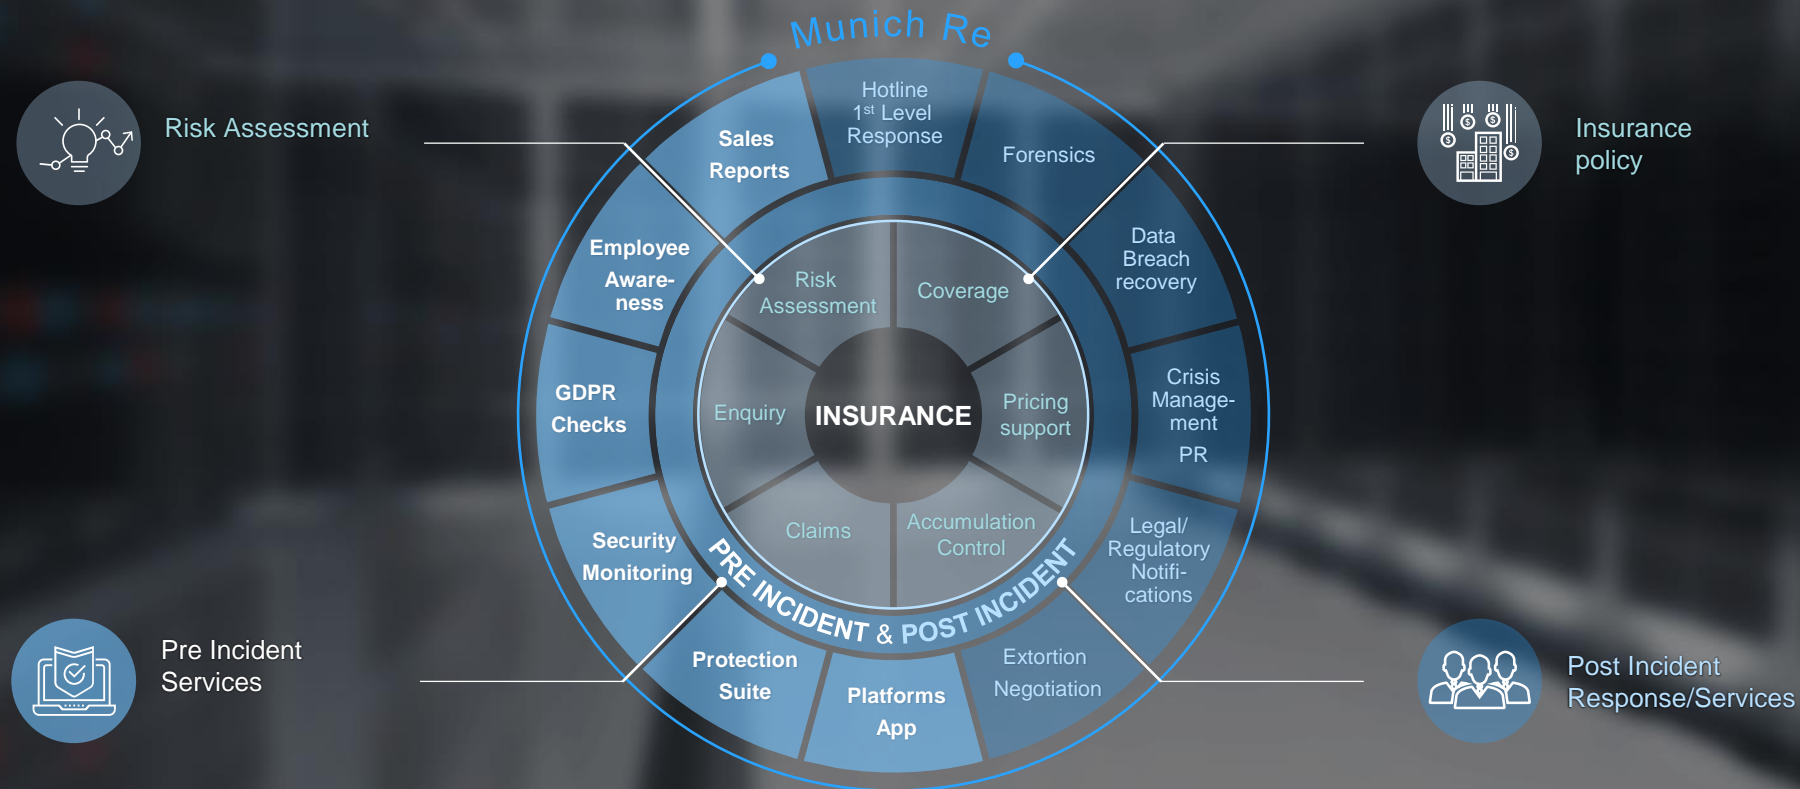 Munich Re
Risk Assessment
Insurance
policy
Hotline
1st Level
Response
Forensics
Data
Breach
recovery
Crisis
Manage-
ment
PR
Legal/
Regulatory
Notifi-
cations
Extortion
Negotiation
Platforms
App
Protection
Suite
Security
Monitoring
GDPR
Checks
Employee
Aware-
ness
Sales
Reports
Risk
Assessment
Coverage
Enquiry
INSURANCE
Pricing
support
Claims
Accumulation
Control
PRE INCIDENT & POST INCIDENT
Pre Incident
Services
Post Incident
Response/Services